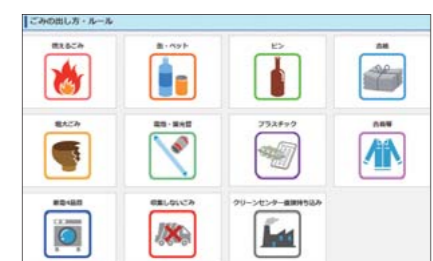 ごみの出し方・ルール
燃えるごみ
缶・ペット
ビン
古紙
粗大ごみ
電池・蛍光管
プラスチック
古着類
家電4品目
収集しないごみ
クリーンセンター直接持ち込み